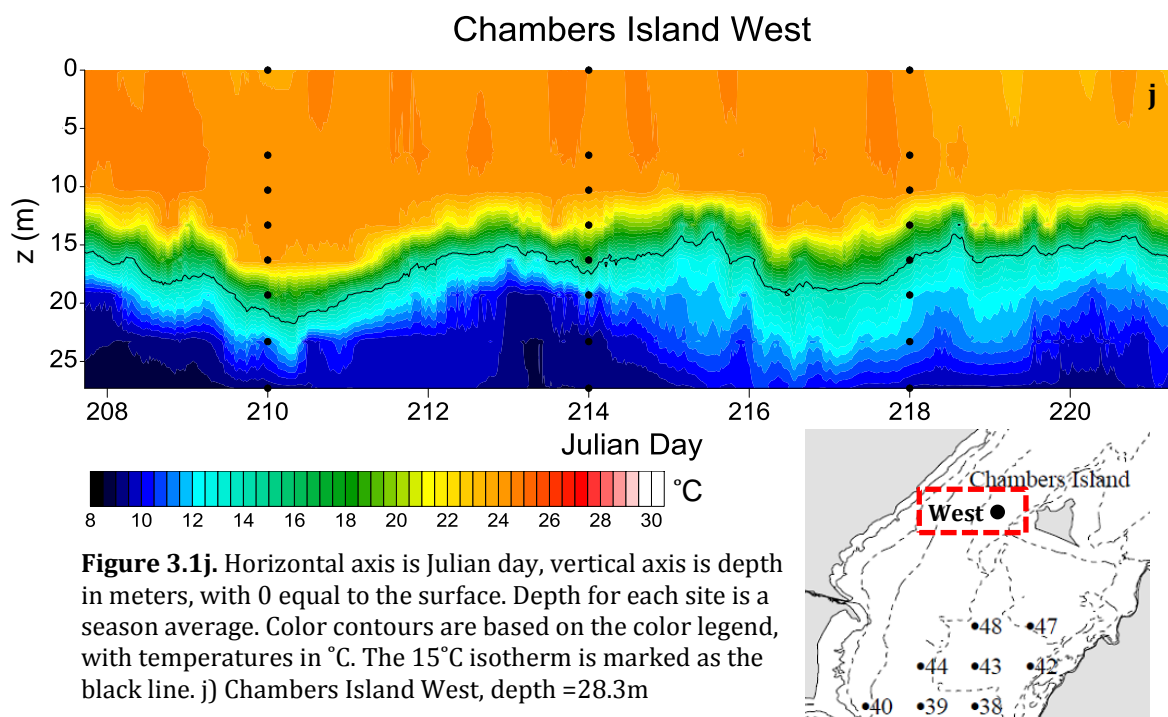 Chambers Island West
0
j
5
10
z (m)
15
20
25
208 210 212 214 216 218 220
Julian Day
°C
8 10 12 14 16 18 20 22 24 26 28 30
Chambers Island
West
Figure 3.1j. Horizontal axis is Julian day, vertical axis is depth
in meters, with 0 equal to the surface. Depth for each site is a
season average. Color contours are based on the color legend,
with temperatures in ˚C. The 15˚C isotherm is marked as the
black line. j) Chambers Island West, depth =28.3m
48 47
44 43 42
40 39 38